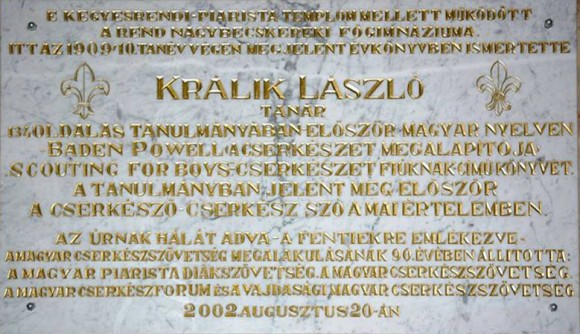 E KEGYESRENDI-PIARISTA TEMPLOM MELLETT MŰKÖDÖTT
A REND NAGYBECSKEREKI FŐGIMNÁZIUMA.
ITT AZ 1909-10. TANÉV VÉGÉN MEGJELENT ÉVKÖNYVBEN ISMERTETTE
KRÁLIK LÁSZLÓ
TANÁR
134 OLDALAS TANULMÁNYÁBAN-ELŐSZÖR-MAGYAR NYELVEN
-BADEN POWELL A CSERKÉSZET MEGALAPÍTÓJA-
„SCOUTING FOR BOYS-CSERKÉSZET FIÚKNAK-CÍMŰ KÖNYVÉT.
A TANULMÁNYBAN JELENT MEG ELŐSZÖR
A CSERKÉSZŐ-CSERKÉSZ SZÓ A MAI ÉRTELEMBEN.
AZ ÚRNAK HÁLÁT ADVA-A FENTIEKRE EMLÉKEZVE-
A MAGYAR CSERKÉSZSZÖVETSÉG MEGALAKULÁSÁNAK 90. ÉVÉBEN ÁLLÍTOTTA:
A MAGYAR PIARISTA DIÁKSZÖVETSÉG. A MAGYAR CSERKÉSZSZÖVETSÉG.
A MAGYAR CSERKÉSZFÓRUM ÉS A VAJDASÁGI MAGYAR CSERKÉSZSZÖVETSÉG.
2002. AUGUSZTUS 20-ÁN